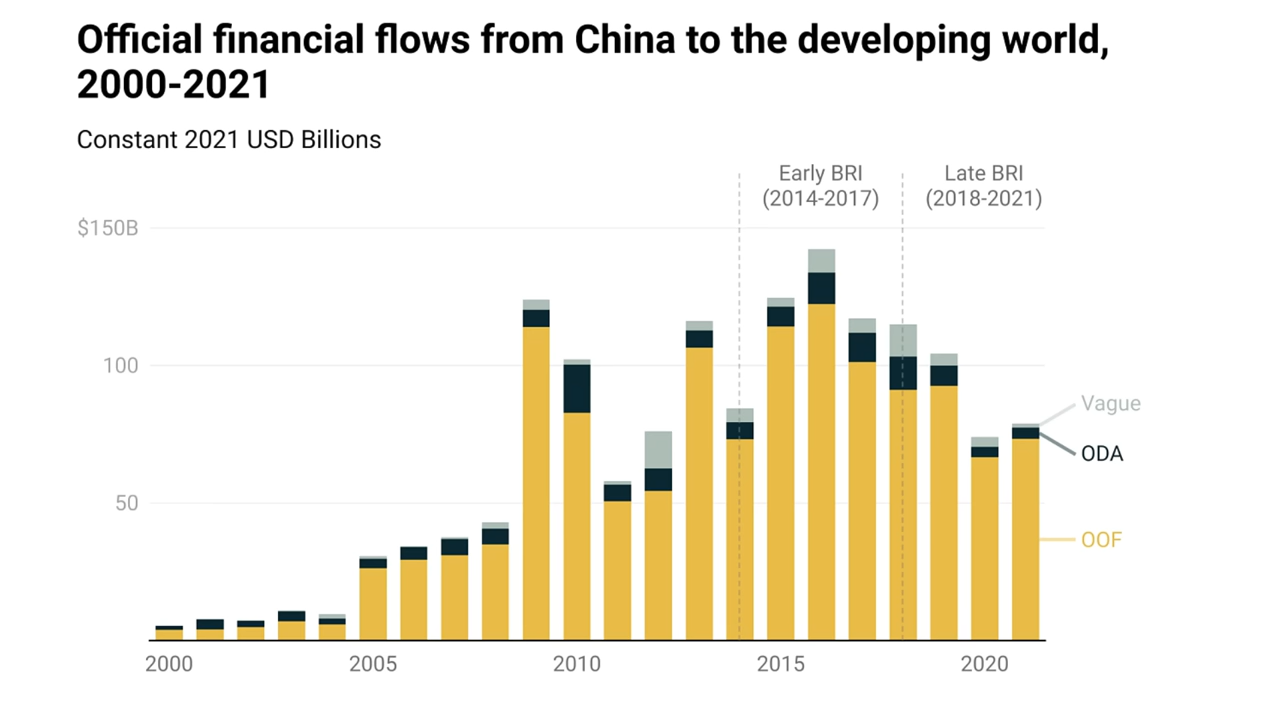 Official financial flows from China to the developing world,
2000-2021
Constant 2021 USD Billions
Early BRI
(2014-2017)
Late BRI
(2018-2021)
$150B
100
50
Vague
ODA
OOF
2000
2005
2010
2015
2020